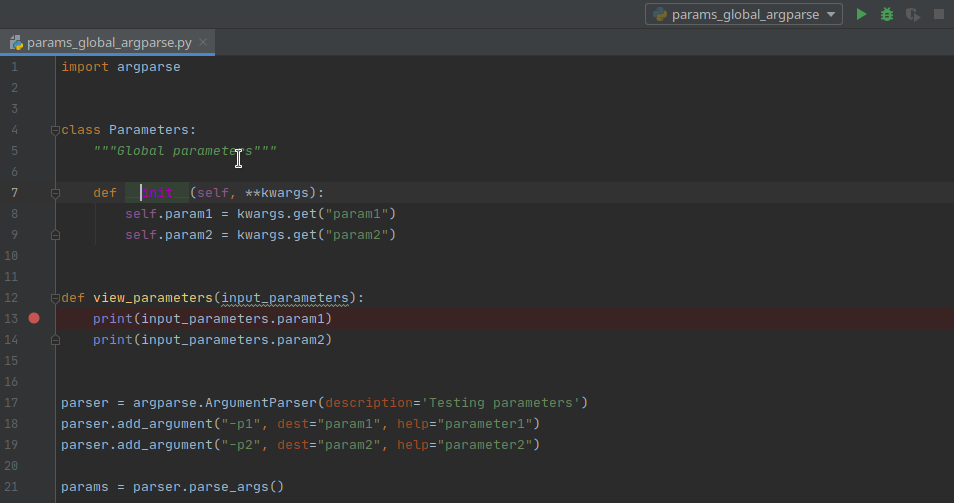 params_global_argparse
params_global_argparse.py
1 import argparse
2
3
4 class Parameters:
5 """Global parameters"""
6
7 def __init__(self, **kwargs):
8 self.param1 = kwargs.get("param1")
9 self.param2 = kwargs.get("param2")
10
11
12 def view_parameters(input_parameters):
13 print(input_parameters.param1)
14 print(input_parameters.param2)
15
16
17 parser = argparse.ArgumentParser(description='Testing parameters')
18 parser.add_argument("-p1", dest="param1", help="parameter1")
19 parser.add_argument("-p2", dest="param2", help="parameter2")
20
21 params = parser.parse_args()